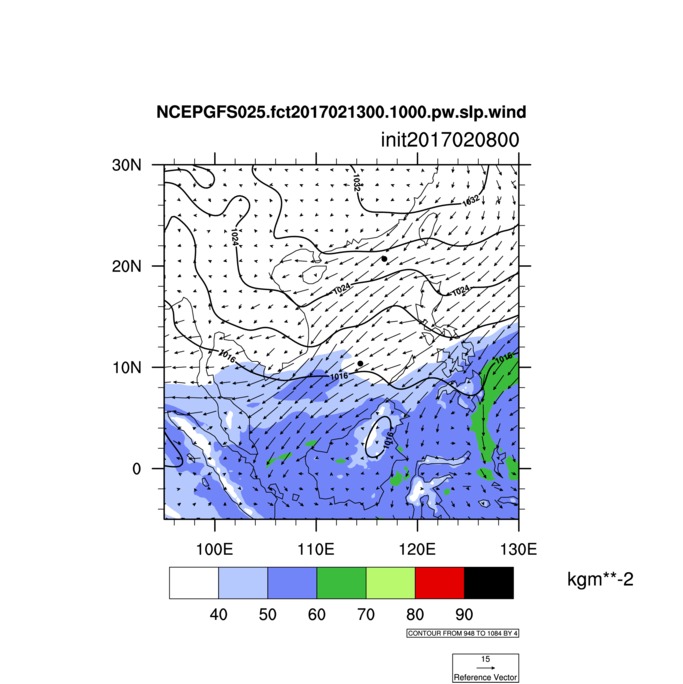 NCEPGFS025.fct2017021300.1000.pw.slp.wind
init2017020800
30N
20N
10N
0
1032
1032
1024
1024
1024
1016
1016
1016
1016
100E 110E 120E 130E
40 50 60 70 80 90
kgm**-2
CONTOUR FROM 948 TO 1084 BY 4
15
Reference Vector